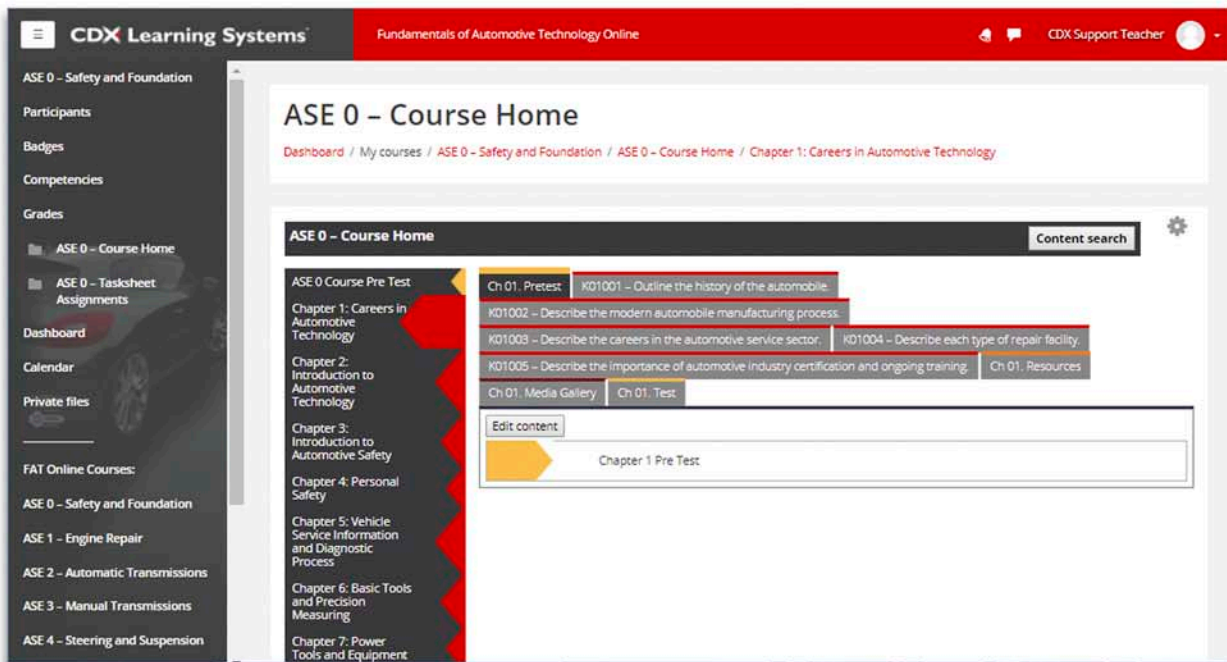 CDX Learning Systems
Fundamentals of Automotive Technology Online
CDX Support Teacher
ASE 0 – Safety and Foundation
Participants
Badges
Competencies
Grades
ASE 0 – Course Home
ASE 0 – Tasksheet
Assignments
Dashboard
Calendar
Private files
FAT Online Courses:
ASE 0 – Safety and Foundation
ASE 1 – Engine Repair
ASE 2 – Automatic Transmissions
ASE 3 – Manual Transmissions
ASE 4 – Steering and Suspension
ASE 0 – Course Home
Dashboard / My courses / ASE 0 – Safety and Foundation / ASE 0 – Course Home / Chapter 1: Careers in Automotive Technology
ASE 0 – Course Home
Content search
ASE 0 Course Pre Test
Chapter 1: Careers in
Automotive
Technology
Chapter 2:
Introduction to
Automotive
Technology
Chapter 3:
Introduction to
Automotive Safety
Chapter 4: Personal
Safety
Chapter 5: Vehicle
Service Information
and Diagnostic
Process
Chapter 6: Basic Tools
and Precision
Measuring
Chapter 7: Power
Tools and Equipment
Ch 01. Pretest
K01001 – Outline the history of the automobile.
K01002 – Describe the modern automobile manufacturing process.
K01003 – Describe the careers in the automotive service sector.
K01004 – Describe each type of repair facility.
K01005 – Describe the importance of automotive industry certification and ongoing training.
Ch 01. Resources
Ch 01. Media Gallery
Ch 01. Test
Edit content
Chapter 1 Pre Test